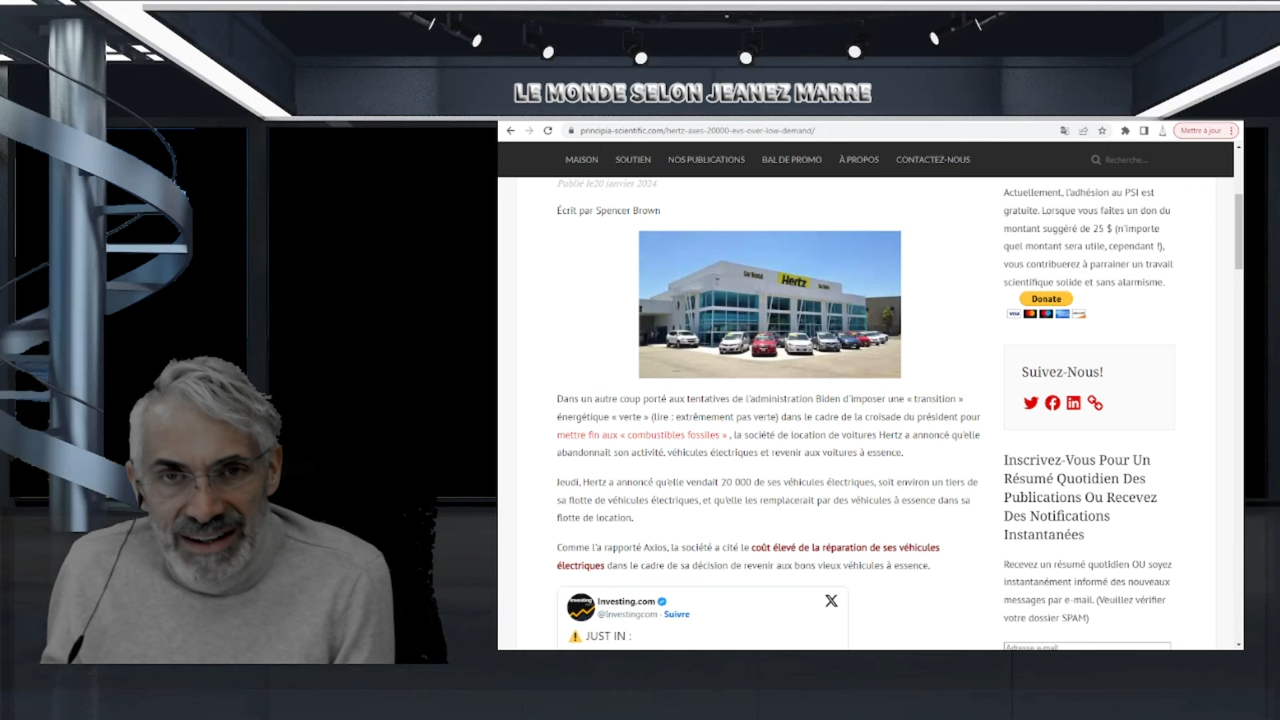 LE MONDE SELON JEANEZ MARRE
principia-scientific.com/hertz-axes-20000-evs-over-low-demand/
Mettre à jour
MAISON SOUTIEN NOS PUBLICATIONS BAL DE PROMO À PROPOS CONTACTEZ-NOUS
Recherche...
Publié le20 janvier 2024
Écrit par Spencer Brown
Car Rental Hertz
Dans un autre coup porté aux tentatives de l'administration Biden d'imposer une « transition »
énergétique « verte » (lire : extrêmement pas verte) dans le cadre de la croisade du président pour
mettre fin aux « combustibles fossiles » , la société de location de voitures Hertz a annoncé qu'elle
abandonnait son activité. véhicules électriques et revenir aux voitures à essence.
Jeudi, Hertz a annoncé qu'elle vendait 20 000 de ses véhicules électriques, soit environ un tiers de
sa flotte de véhicules électriques, et qu'elle les remplacerait par des véhicules à essence dans sa
flotte de location.
Comme l'a rapporté Axios, la société a cité le coût élevé de la réparation de ses véhicules
électriques dans le cadre de sa décision de revenir aux bons vieux véhicules à essence.
Investing.com
@Investingcom · Suivre
JUST IN :
Actuellement, l'adhésion au PSI est
gratuite. Lorsque vous faites un don du
montant suggéré de 25 $ (n'importe
quel montant sera utile, cependant !),
vous contribuerez à parrainer un travail
scientifique solide et sans alarmisme.
Donate
VISA
Suivez-Nous!
Inscrivez-Vous Pour Un
Résumé Quotidien Des
Publications Ou Recevez
Des Notifications
Instantanées
Recevez un résumé quotidien OU soyez
instantanément informé des nouveaux
messages par e-mail. (Veuillez vérifier
votre dossier SPAM)
Adresse e-mail